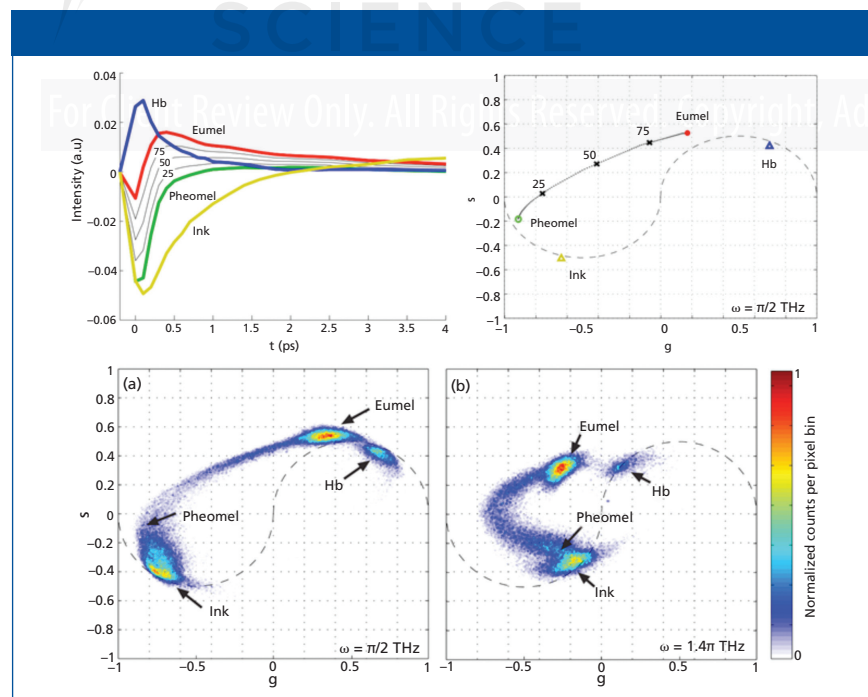 SCIENCE
For Client Review Only. All Rights Reserved. Copyright Ad
0.04
0.02
0
−0.02
−0.04
−0.06
Intensity (a.u)
Hb
Eumel
75
50
25
Pheomel
Ink
0 0.5 1 1.5 2 2.5 3 3.5 4
t (ps)
1
0.8
0.6
0.4
0.2
0
−0.2
−0.4
−0.6
−0.8
−1
s
Eumel
75
50
25
Hb
Pheomel
Ink
ω = π/2 THz
−1 −0.5 0 0.5 1
g
(a)
1
0.8
0.6
0.4
0.2
0
−0.2
−0.4
−0.6
−0.8
−1
s
Eumel
Hb
Pheomel
Ink
ω = π/2 THz
−1 −0.5 0 0.5 1
g
(b)
Eumel
Hb
Pheomel
Ink
ω = 1.4π THz
−1 −0.5 0 0.5 1
g
1
0
Normalized counts per pixel bin